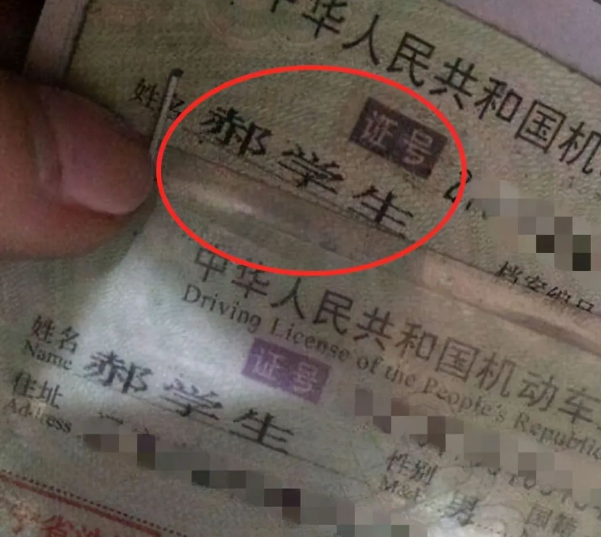 中华人民共和国机
证号
姓名 郝学生
档案编号
中华人民共和国机动车
Driving License of the People's Republic
证号
姓名 郝学生
Name
住址
Address
性别 男 国籍
M&F